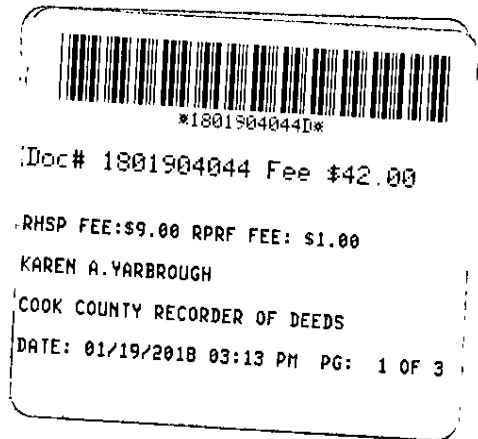 *1801904044D*
Doc# 1801904044 Fee $42.00
RHSP FEE:$9.00 RPRF FEE: $1.00
KAREN A.YARBROUGH
COOK COUNTY RECORDER OF DEEDS
DATE: 01/19/2018 03:13 PM PG: 1 OF 3